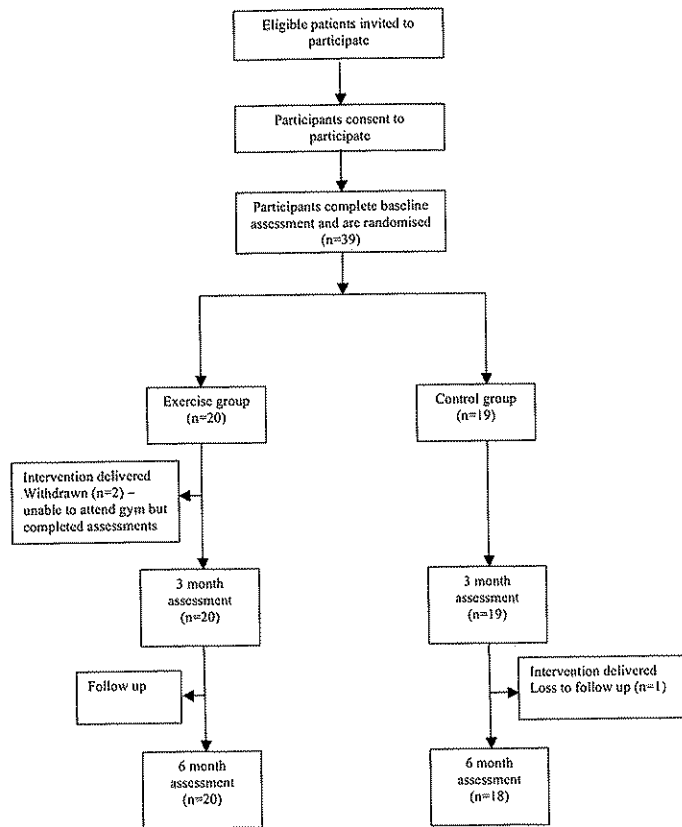 Eligible patients invited to
participate
Participants consent to
participate
Participants complete baseline
assessment and are randomised
(n=39)
Exercise group
(n=20)
Control group
(n=19)
Intervention delivered
Withdrawn (n=2) –
unable to attend gym but
completed assessments
3 month
assessment
(n=20)
3 month
assessment
(n=19)
Follow up
Intervention delivered
Loss to follow up (n=1)
6 month
assessment
(n=20)
6 month
assessment
(n=18)